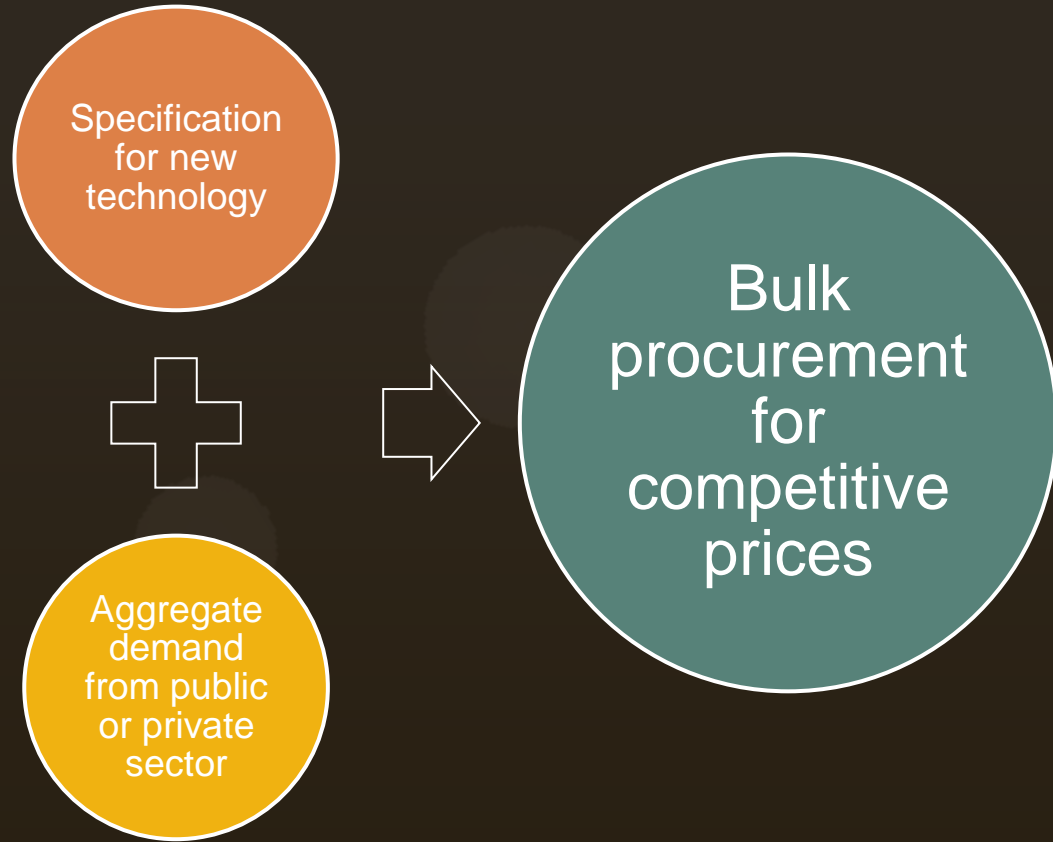 Specification
for new
technology
Aggregate
demand
from public
or private
sector
Bulk
procurement
for
competitive
prices